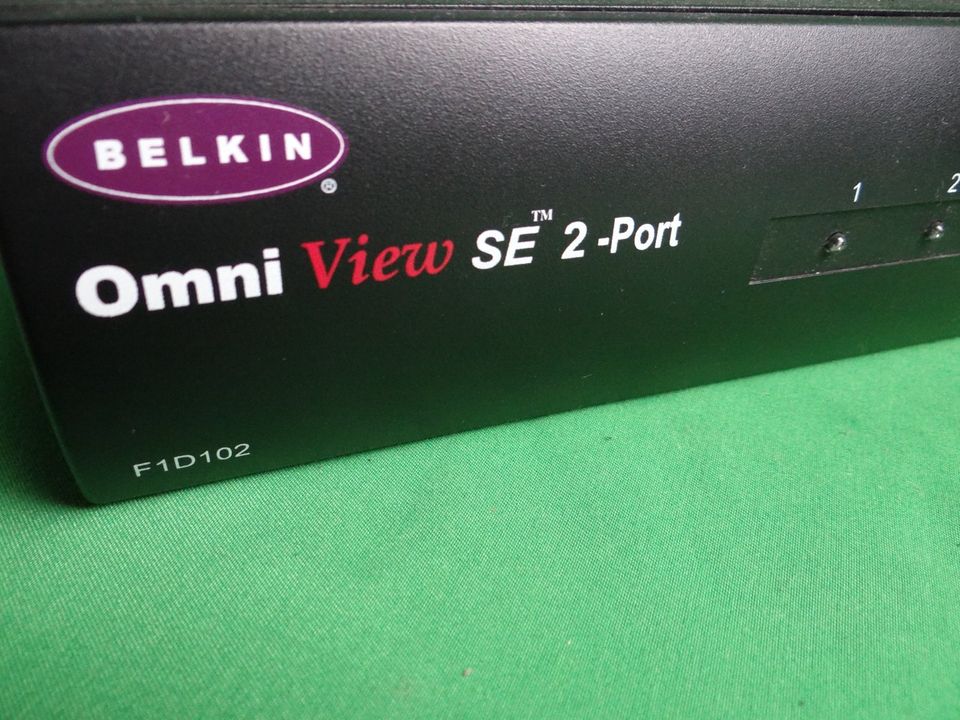 BELKIN
®
Omni View SE™ 2 -Port
1 2
F1D102